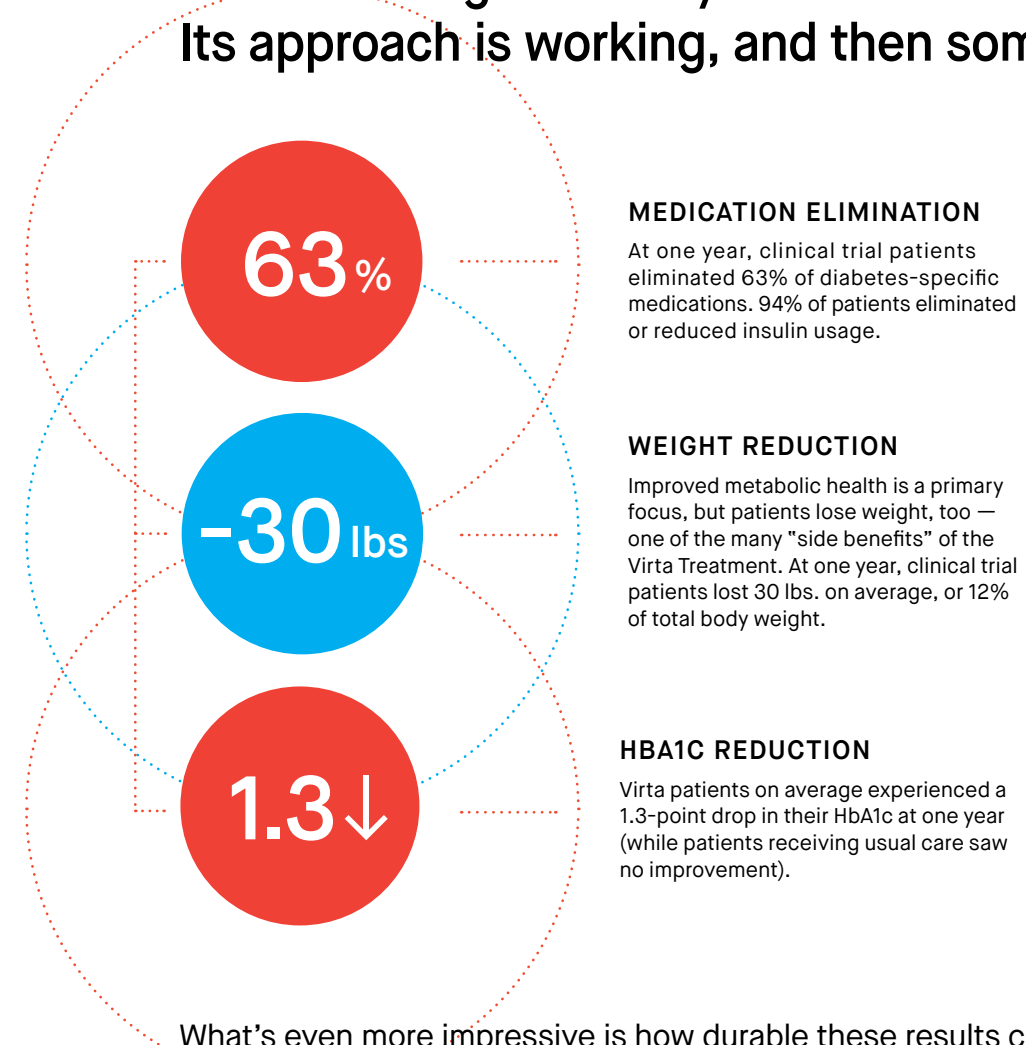 Its approach is working, and then som
63%
MEDICATION ELIMINATION
At one year, clinical trial patients
eliminated 63% of diabetes-specific
medications. 94% of patients eliminated
or reduced insulin usage.
-30 lbs
WEIGHT REDUCTION
Improved metabolic health is a primary
focus, but patients lose weight, too —
one of the many “side benefits” of the
Virta Treatment. At one year, clinical trial
patients lost 30 lbs. on average, or 12%
of total body weight.
1.3↓
HBA1C REDUCTION
Virta patients on average experienced a
1.3-point drop in their HbA1c at one year
(while patients receiving usual care saw
no improvement).
What’s even more impressive is how durable these results c